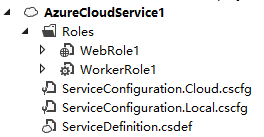 AzureCloudService1
Roles
WebRole1
WorkerRole1
ServiceConfiguration.Cloud.cscfg
ServiceConfiguration.Local.cscfg
ServiceDefinition.csdef